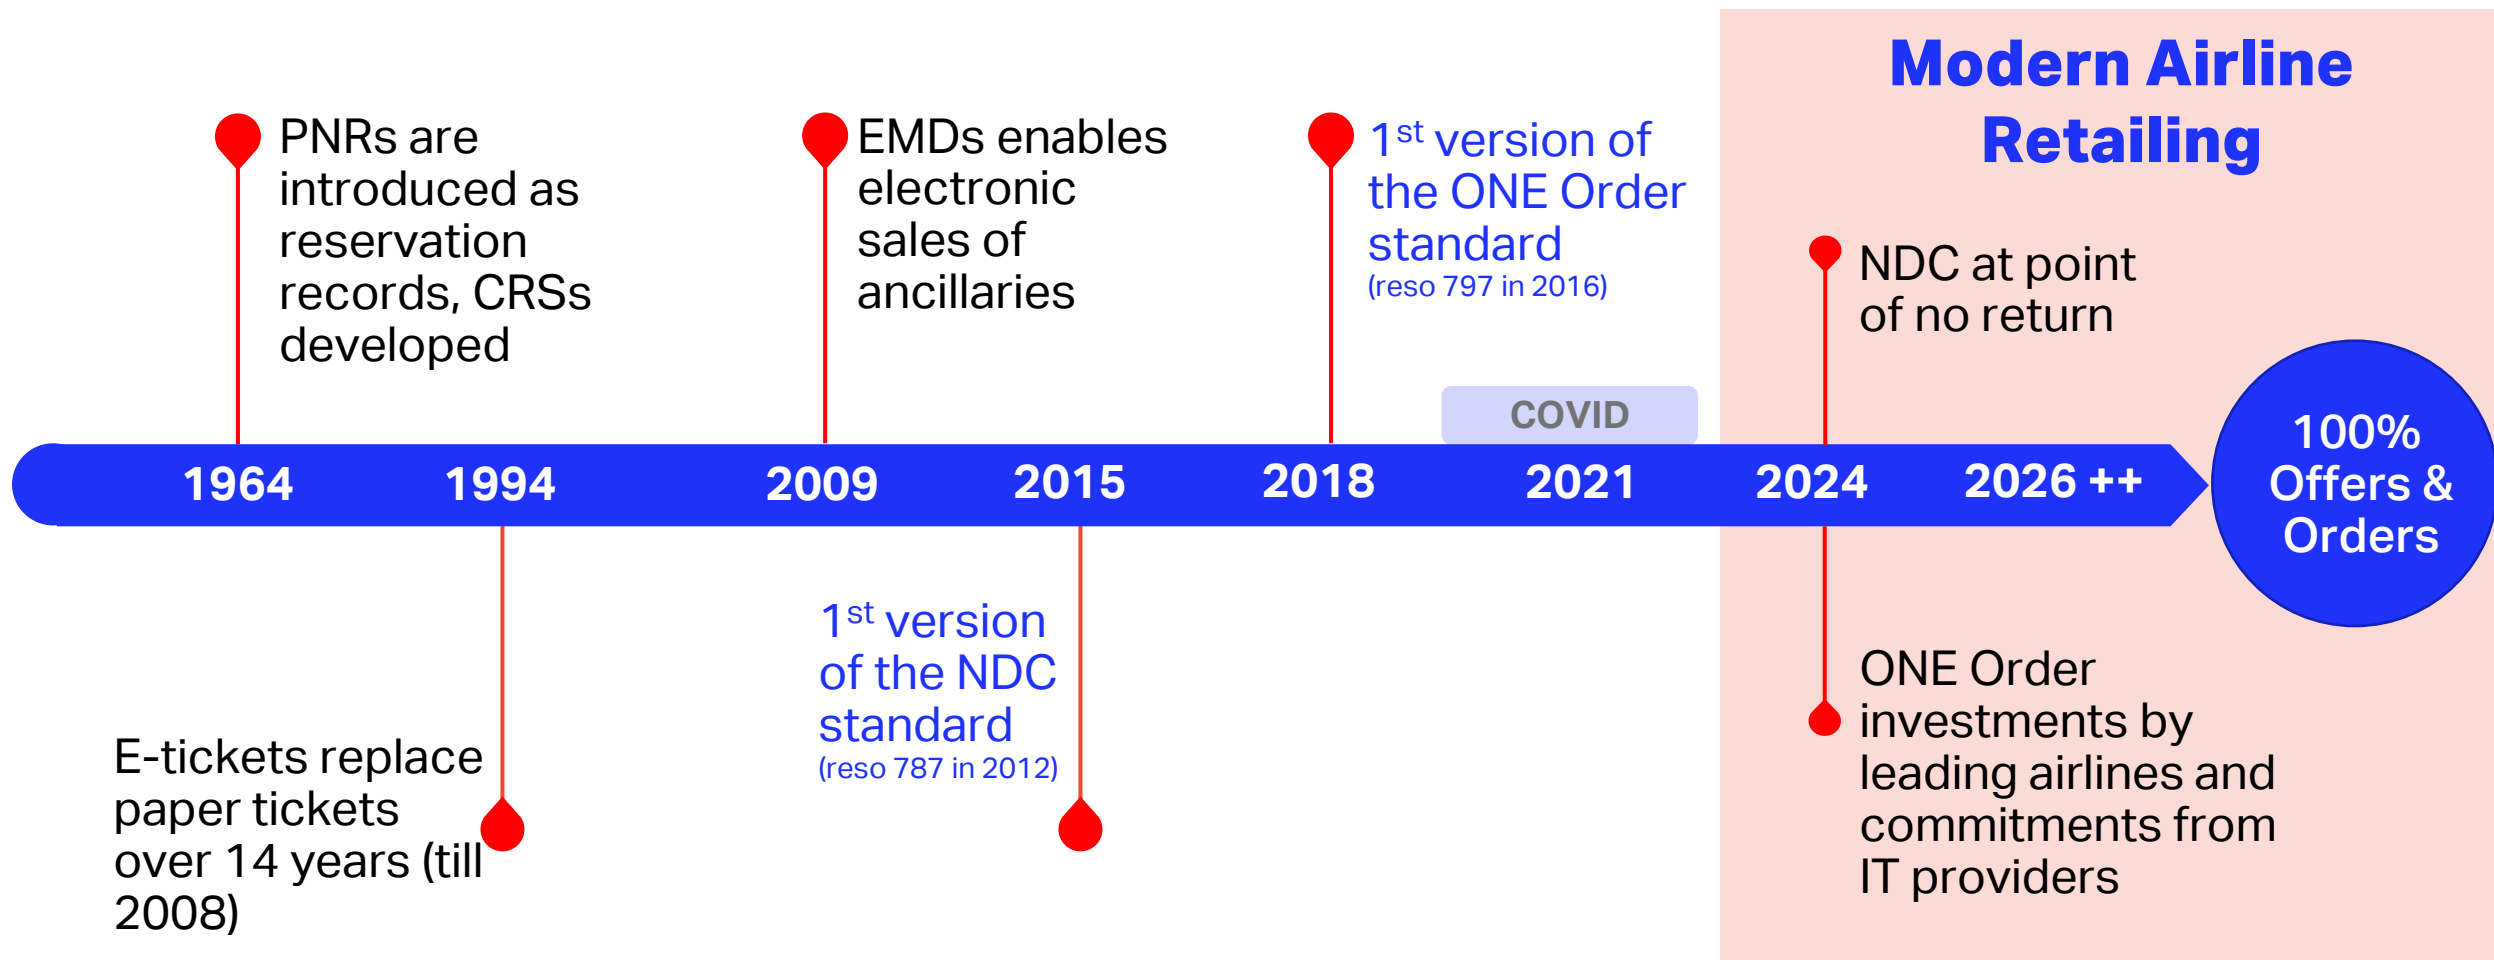 Modern Airline
Retailing
PNRs are
introduced as
reservation
records, CRSs
developed
EMDs enables
electronic
sales of
ancillaries
1st version of
the ONE Order
standard
(reso 797 in 2016)
NDC at point
of no return
COVID
1964
1994
2009
2015
2018
2021
2024
2026 ++
100%
Offers &
Orders
E-tickets replace
paper tickets
over 14 years (till
2008)
1st version
of the NDC
standard
(reso 787 in 2012)
ONE Order
investments by
leading airlines and
commitments from
IT providers